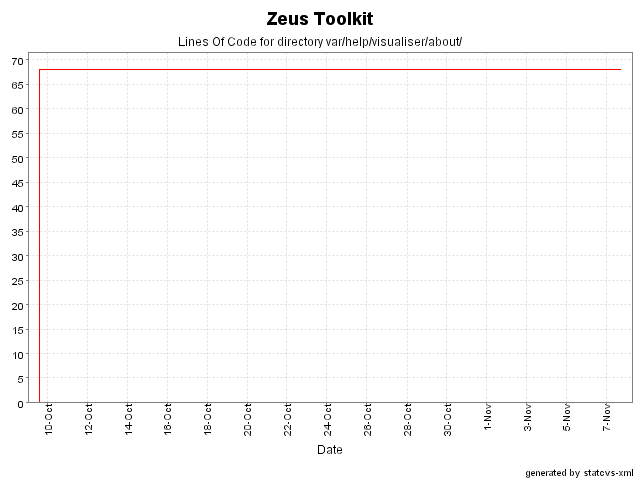 Zeus Toolkit
Lines Of Code for directory var/help/visualiser/about/
70
65
60
55
50
45
40
35
30
25
20
15
10
5
0
10-Oct
12-Oct
14-Oct
16-Oct
18-Oct
20-Oct
22-Oct
24-Oct
26-Oct
28-Oct
30-Oct
1-Nov
3-Nov
5-Nov
7-Nov
Date
generated by statcvs-xml